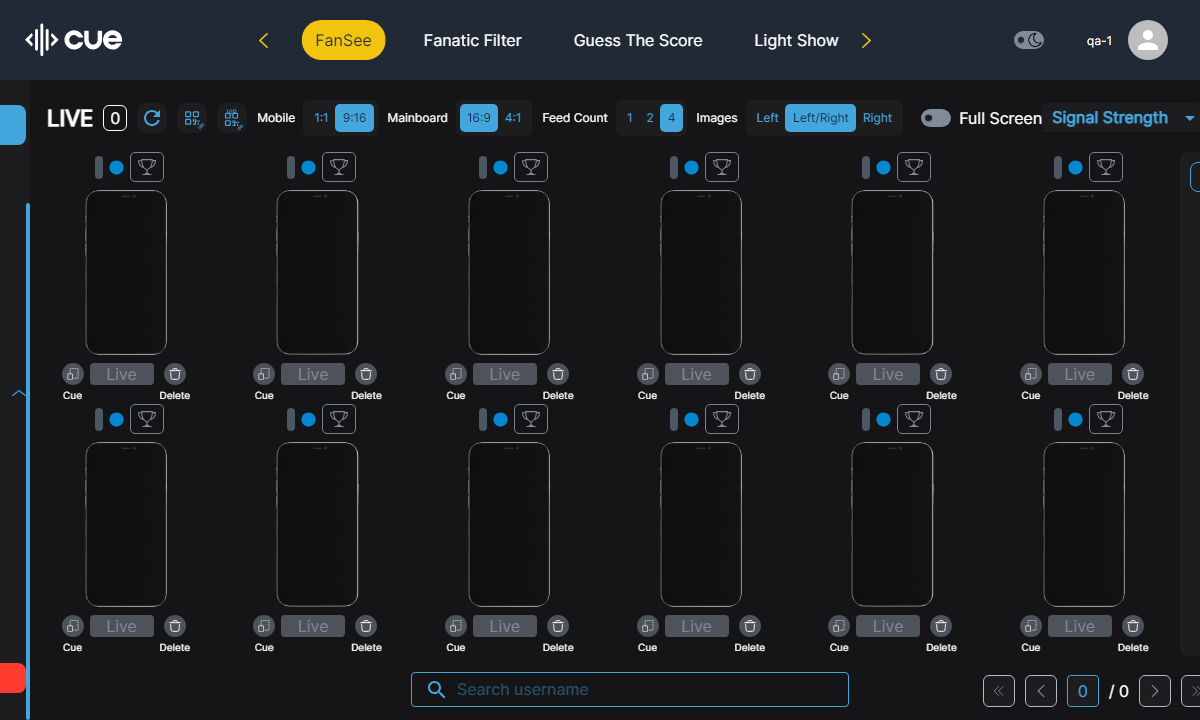 cue FanSee Fanatic Filter Guess The Score Light Show qa-1
LIVE 0 Mobile 1:1 9:16 Mainboard 16:9 4:1 Feed Count 1 2 4 Images Left Left/Right Right Full Screen Signal Strength
Live Live Live Live Live Live
Cue Delete Cue Delete Cue Delete Cue Delete Cue Delete Cue Delete
Live Live Live Live Live Live
Cue Delete Cue Delete Cue Delete Cue Delete Cue Delete Cue Delete
Search username 0 / 0